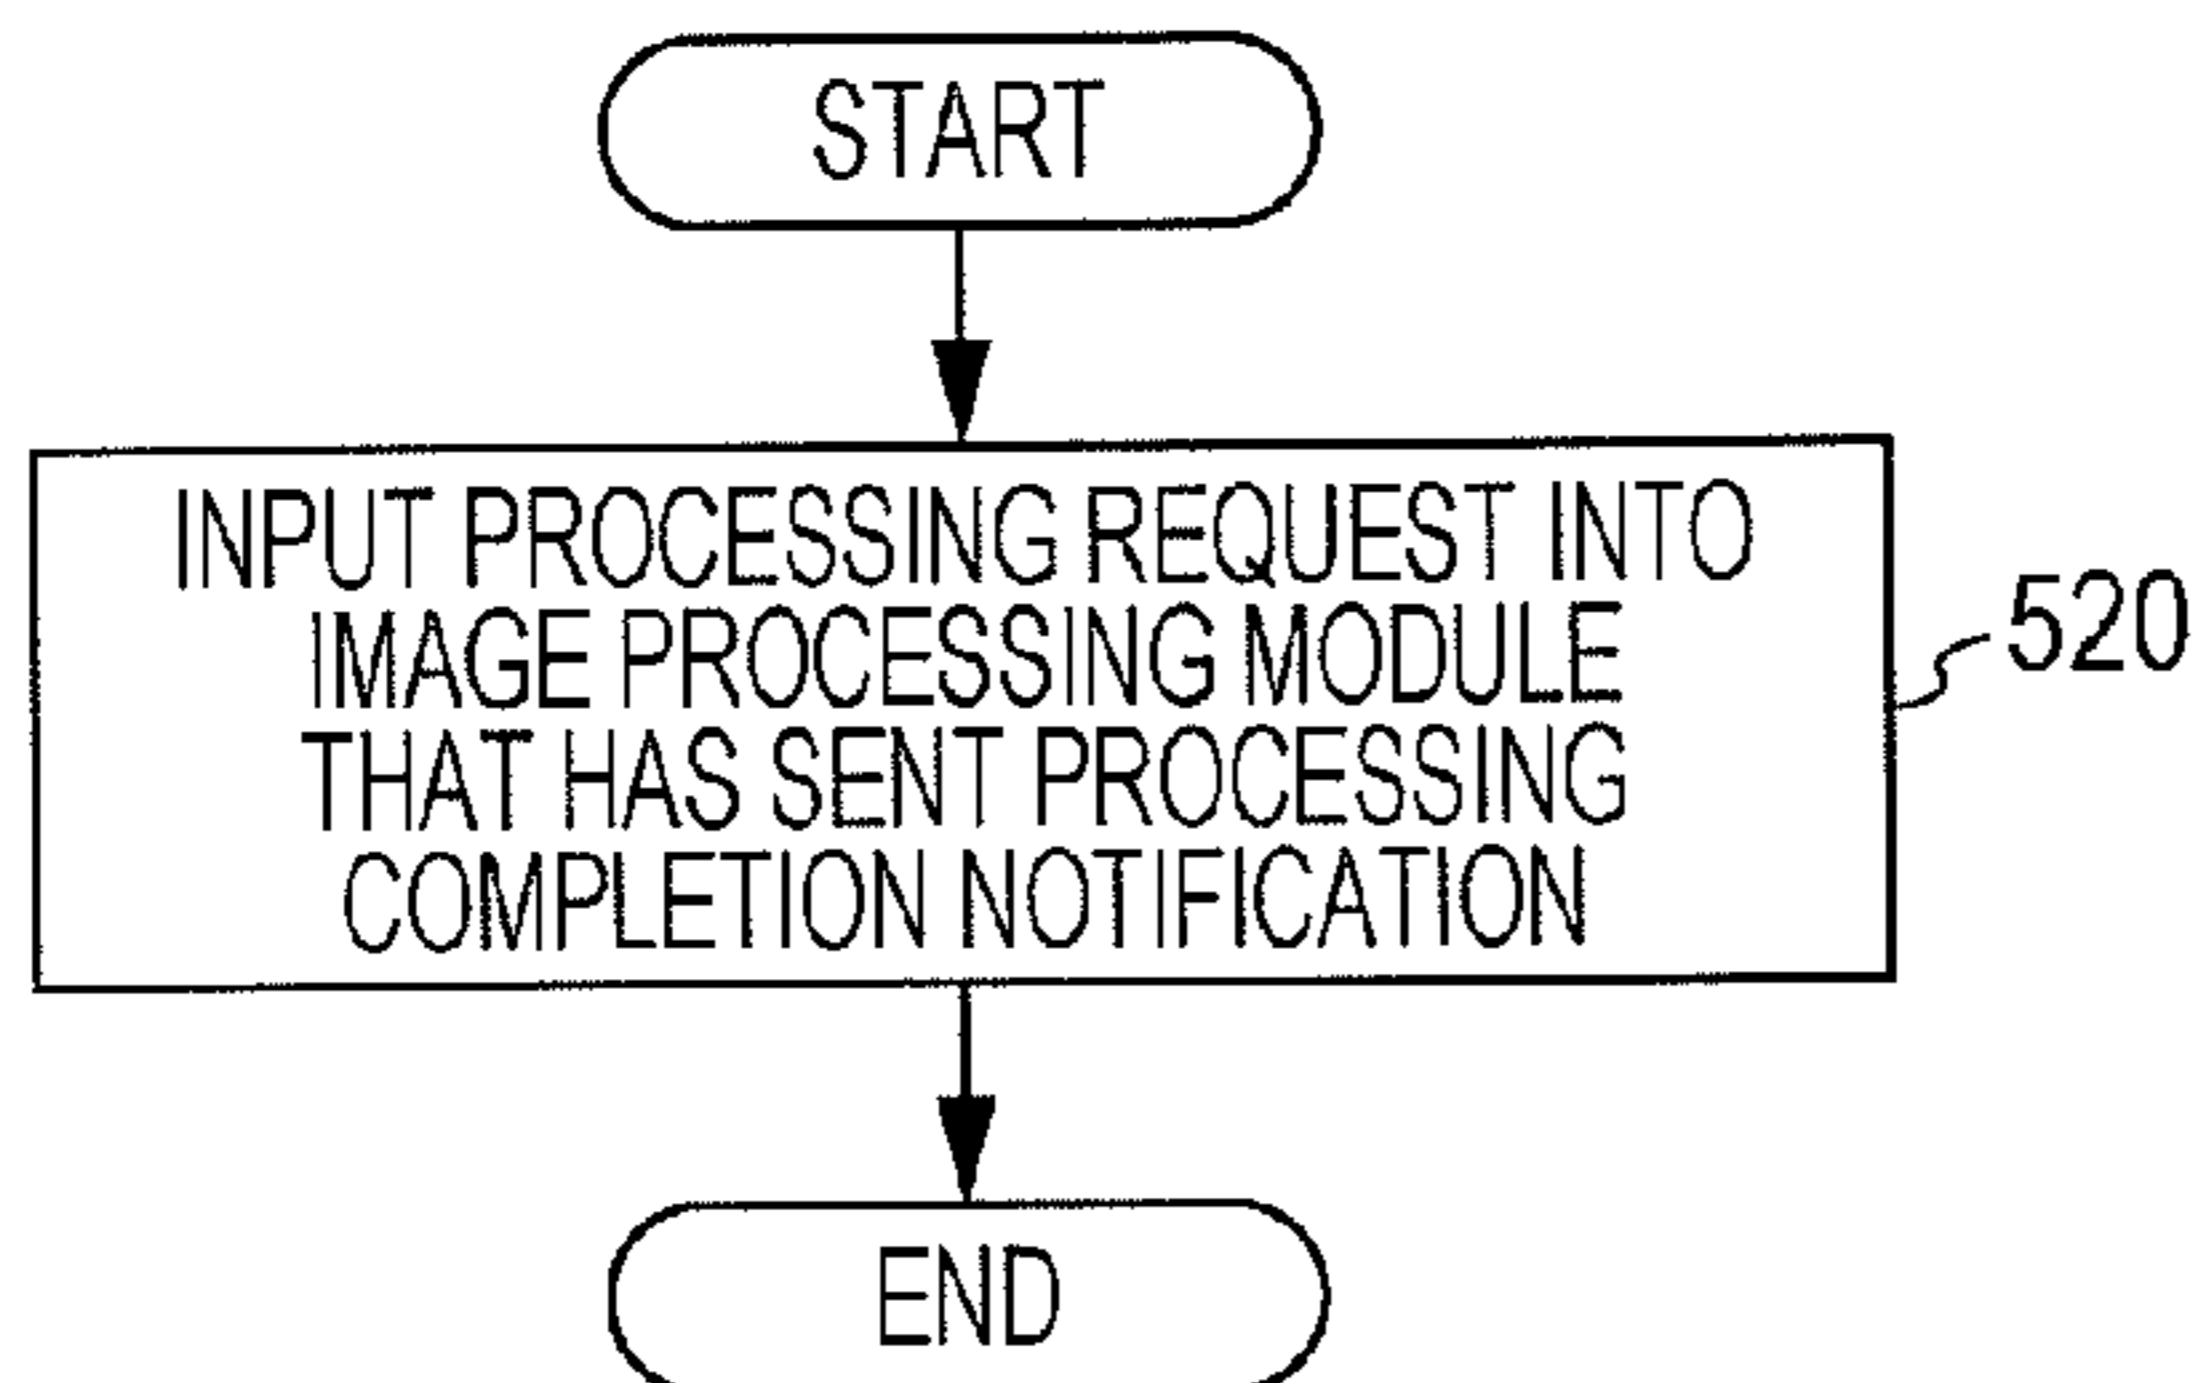 START
INPUT PROCESSING REQUEST INTO
IMAGE PROCESSING MODULE
THAT HAS SENT PROCESSING
COMPLETION NOTIFICATION
520
END